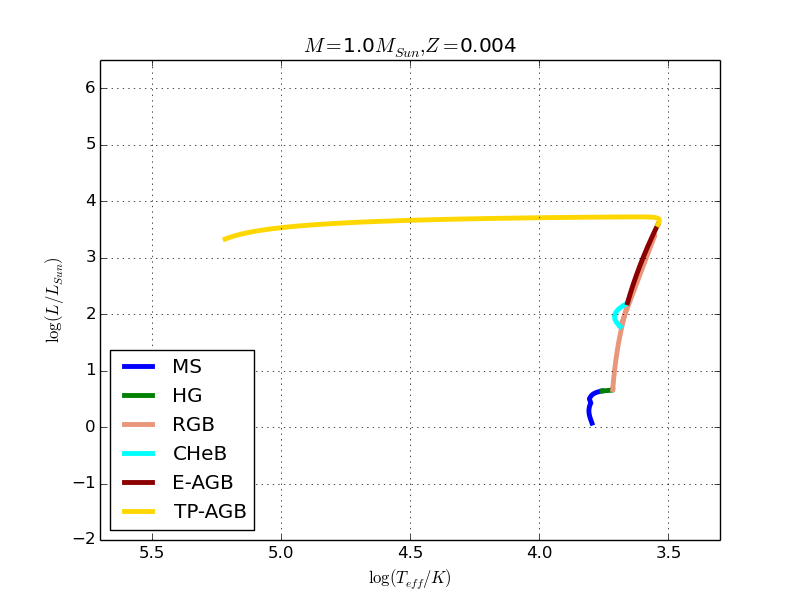 M=1.0M_Sun,Z=0.004
log(L/L_Sun)
6
5
4
3
2
1
0
−1
−2
MS
HG
RGB
CHeB
E-AGB
TP-AGB
5.5 5.0 4.5 4.0 3.5
log(T_eff/K)